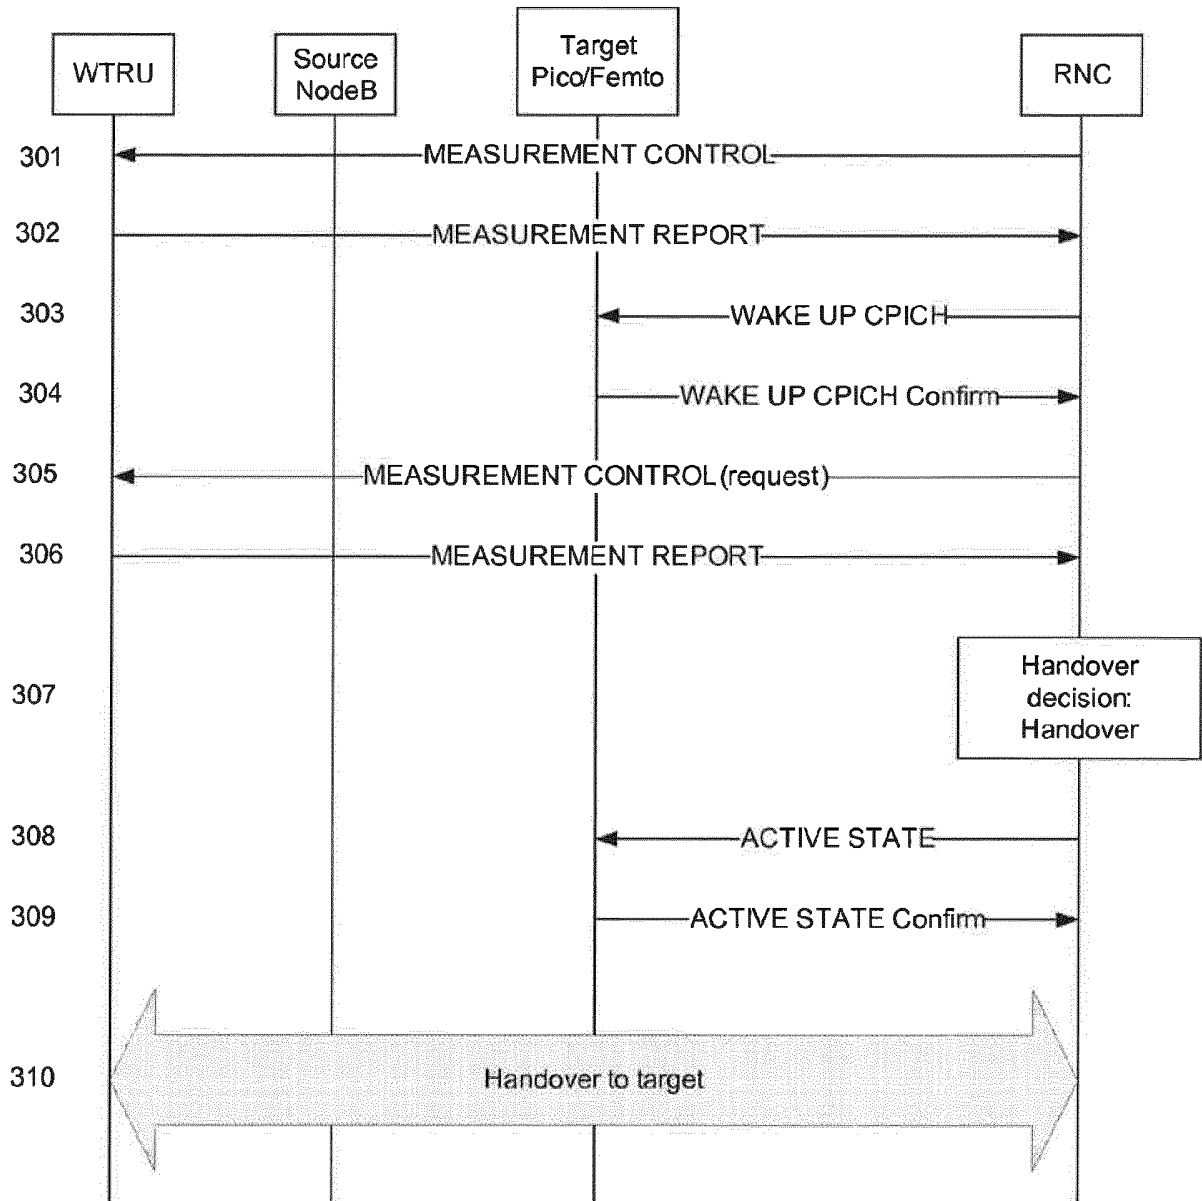 WTRU
Source
NodeB
Target
Pico/Femto
RNC
301
MEASUREMENT CONTROL
302
MEASUREMENT REPORT
303
WAKE UP CPICH
304
WAKE UP CPICH Confirm
305
MEASUREMENT CONTROL (request)
306
MEASUREMENT REPORT
307
Handover
decision:
Handover
308
ACTIVE STATE
309
ACTIVE STATE Confirm
310
Handover to target